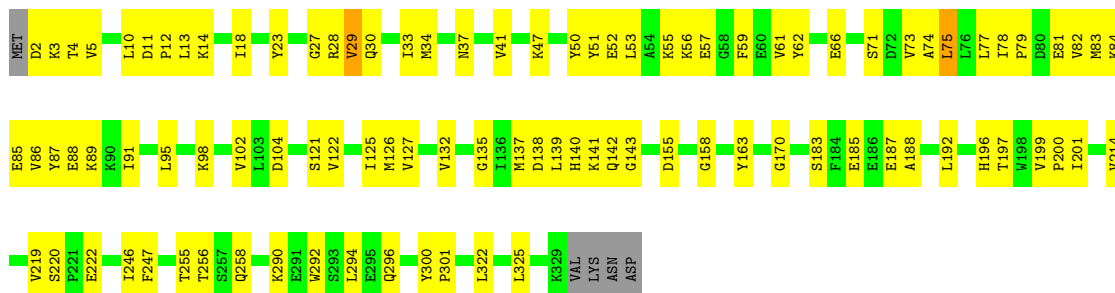 MET D2 K3 T4 V5 L10 D11 P12 L13 K14 I18 Y23 G27 R28 V29 Q30 I33 M34 N37 V41 K47 Y50 Y51 E52 L53 A54 K55 K56 E57 G58 F59 E60 V61 Y62 E66 S71 D72 V73 A74 L75 L76 L77 I78 P79 D80 E81 V82 M83
E85 V86 Y87 E88 K89 K90 I91 L95 K98 V102 L103 D104 S121 V122 I125 M126 V127 V132 G135 I136 M137 D138 L139 H140 K141 Q142 G143 D155 G158 Y163 G170 S183 F184 E185 E186 E187 A188 L192 H196 T197 W198 V199 P200 I201
V219 S220 P221 E222 I246 F247 T255 T256 S257 Q258 K290 E291 W292 S293 L294 E295 Q296 Y300 P301 L322 L325 K329 VAL LYS ASN ASP